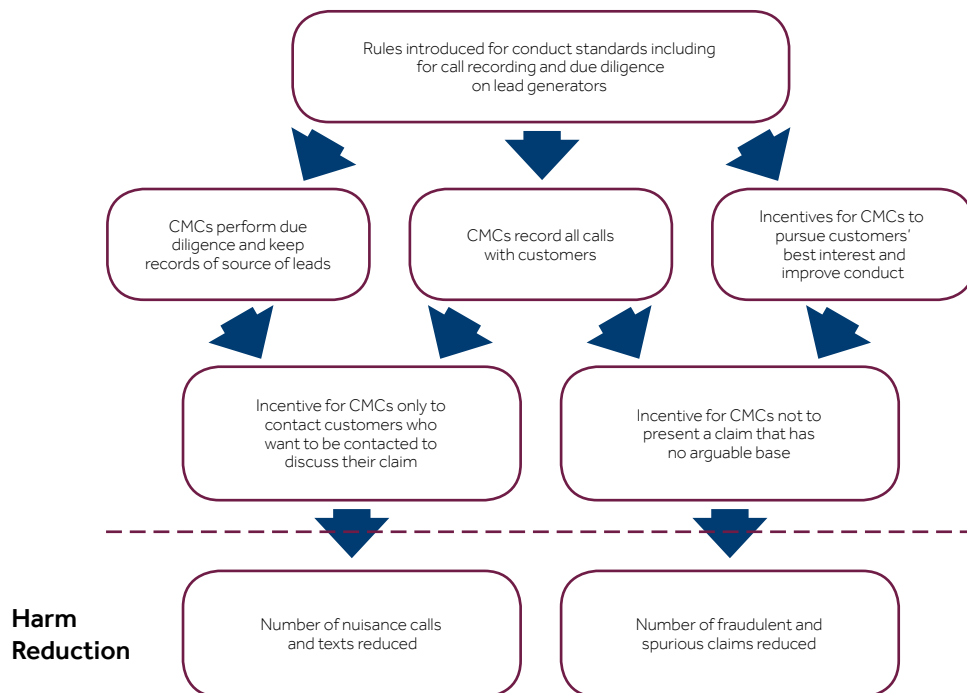 Rules introduced for conduct standards including
for call recording and due diligence
on lead generators
CMCs perform due
diligence and keep
records of source of leads
CMCs record all calls
with customers
Incentives for CMCs to
pursue customers’
best interest and
improve conduct
Incentive for CMCs only to
contact customers who
want to be contacted to
discuss their claim
Incentive for CMCs not to
present a claim that has
no arguable base
Harm
Reduction
Number of nuisance calls
and texts reduced
Number of fraudulent and
spurious claims reduced